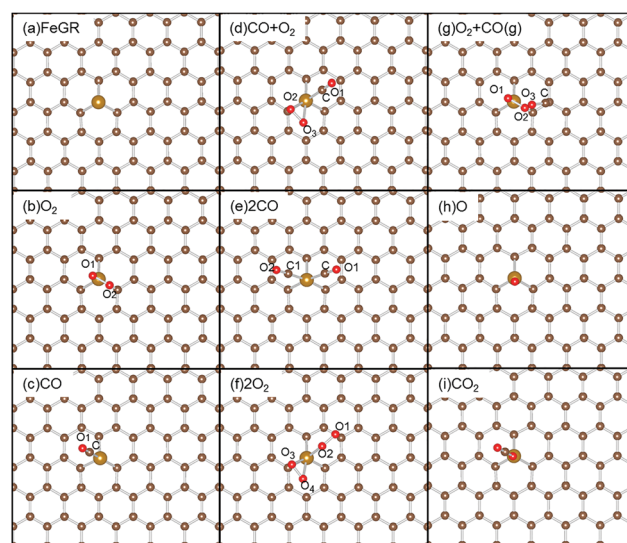 (a)FeGR
(d)CO+O₂
(g)O₂+CO(g)
O2
C
O1
O₃
O1
O₃
C
O2
(b)O₂
(e)2CO
(h)O
O1
O2
O2
C1
C
O1
(c)CO
(f)2O₂
(i)CO₂
O1
C
O1
O2
O3
O₄